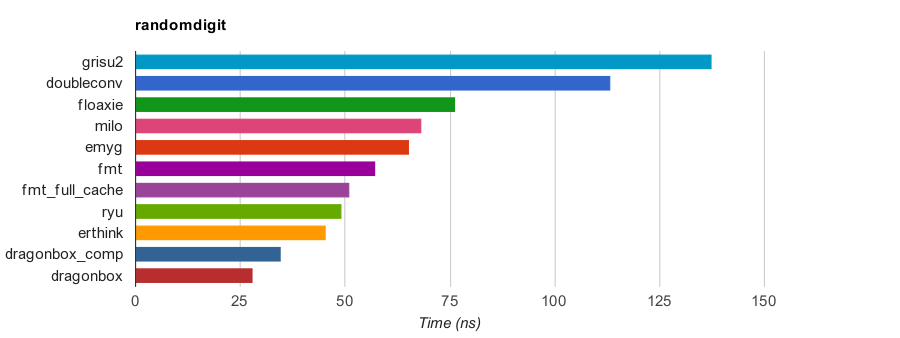 randomdigit
grisu2
doubleconv
floaxie
milo
emyg
fmt
fmt_full_cache
ryu
erthink
dragonbox_comp
dragonbox
0 25 50 75 100 125 150
Time (ns)